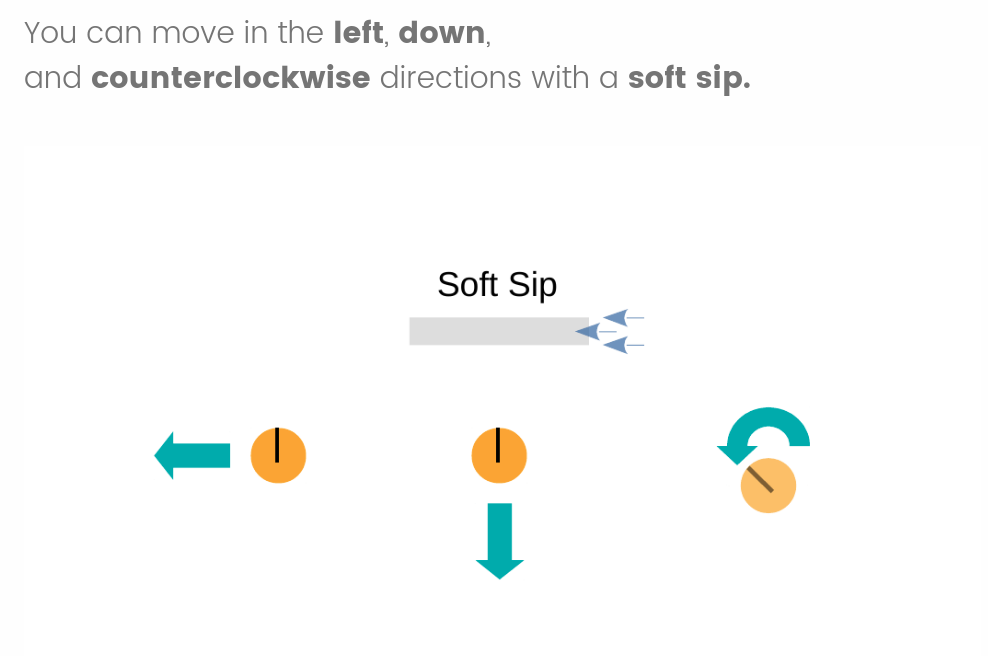 You can move in the left, down,
and counterclockwise directions with a soft sip.
Soft Sip